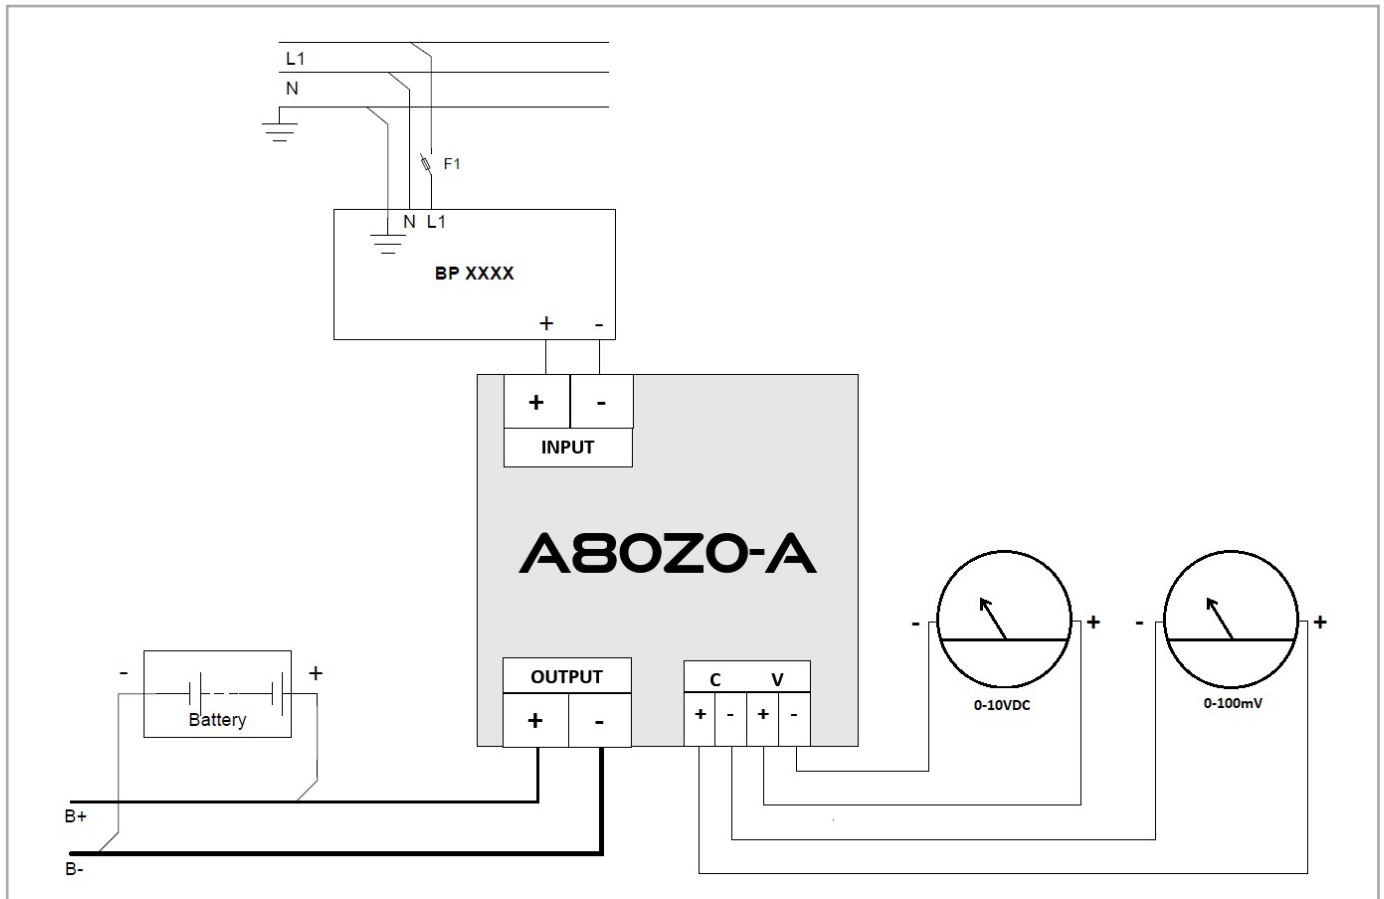 L1
N
F1
N L1
BP XXXX
+ -
+ -
INPUT
A80Z0-A
- + - +
0-10VDC 0-100mV
- +
Battery
OUTPUT
+ -
C V
+ - + -
B+
B-